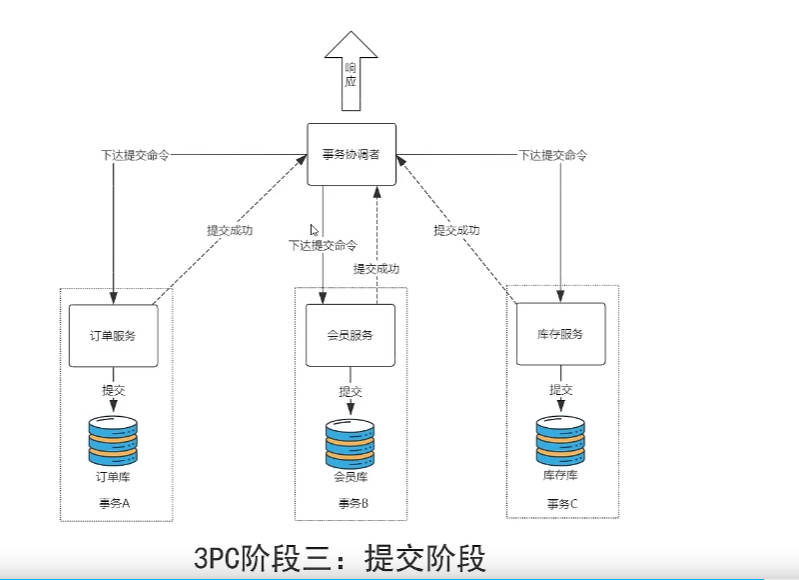 响
应
事务协调者
下达提交命令
下达提交命令
提交成功
下达提交命令
提交成功
提交成功
订单服务
会员服务
库存服务
提交
提交
提交
订单库
会员库
库存库
事务A
事务B
事务C
3PC阶段三：提交阶段